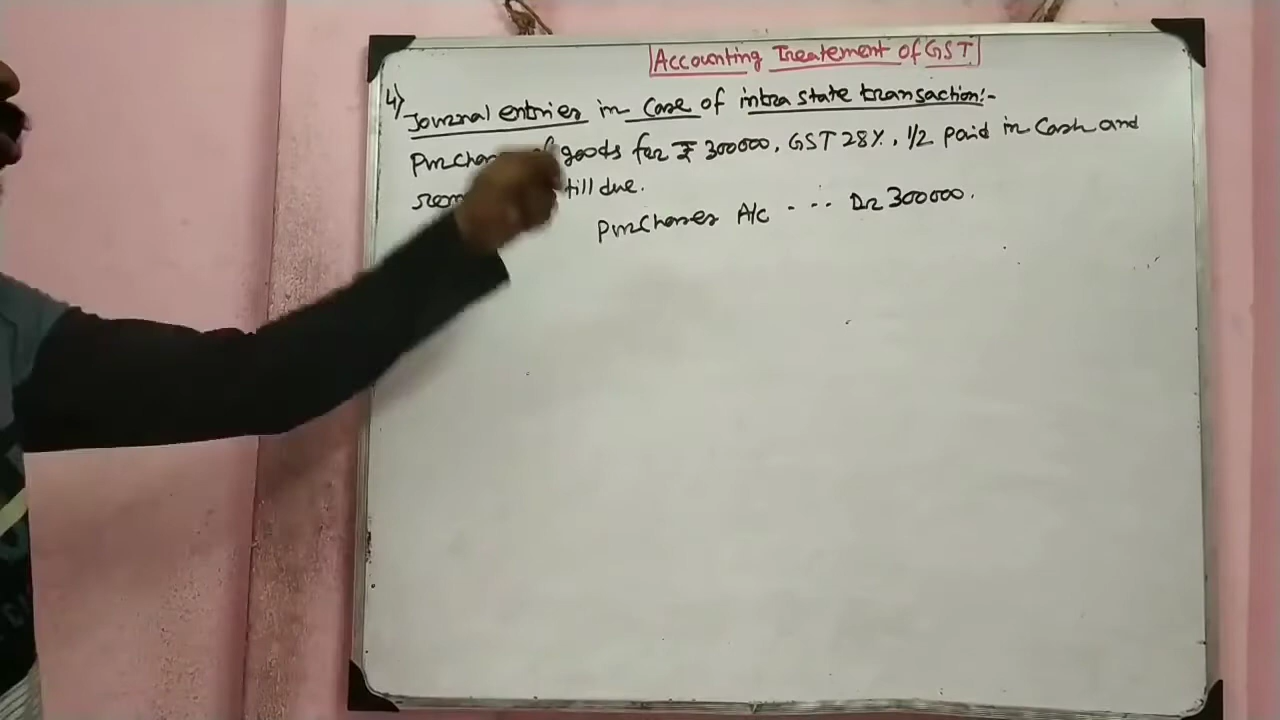 Accounting Treatement of GST
4) Journal entries in Case of intra state transaction:-
goods for ₹ 300000, GST 28%, 1/2 paid in Cash and
till due.
Purchases A/c - - - Dr 300000.